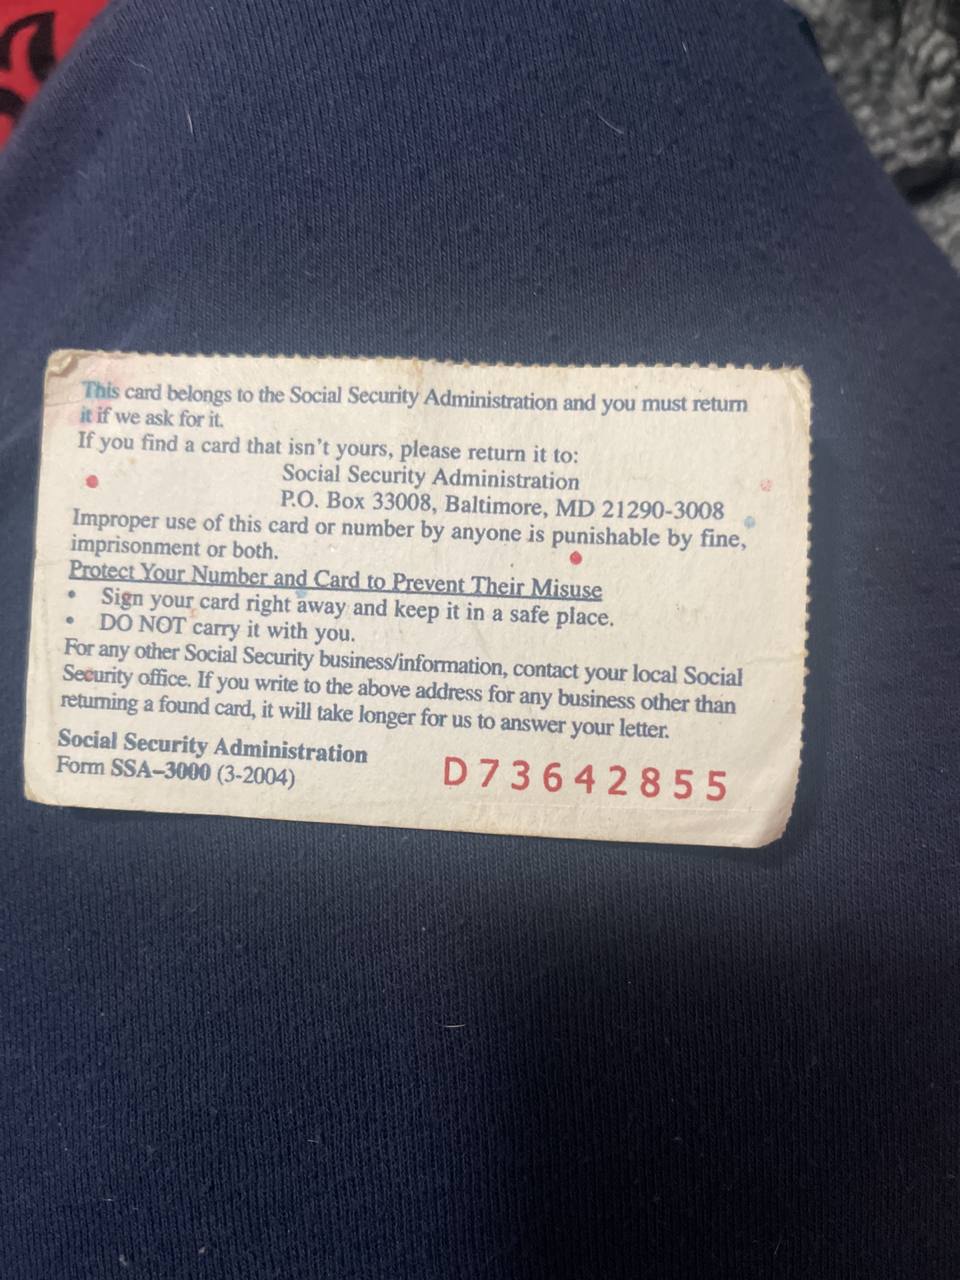 This card belongs to the Social Security Administration and you must return
it if we ask for it.
If you find a card that isn't yours, please return it to:
Social Security Administration
P.O. Box 33008, Baltimore, MD 21290-3008
Improper use of this card or number by anyone is punishable by fine,
imprisonment or both.
Protect Your Number and Card to Prevent Their Misuse
• Sign your card right away and keep it in a safe place.
• DO NOT carry it with you.
For any other Social Security business/information, contact your local Social
Security office. If you write to the above address for any business other than
returning a found card, it will take longer for us to answer your letter.
Social Security Administration
Form SSA-3000 (3-2004)
D73642855